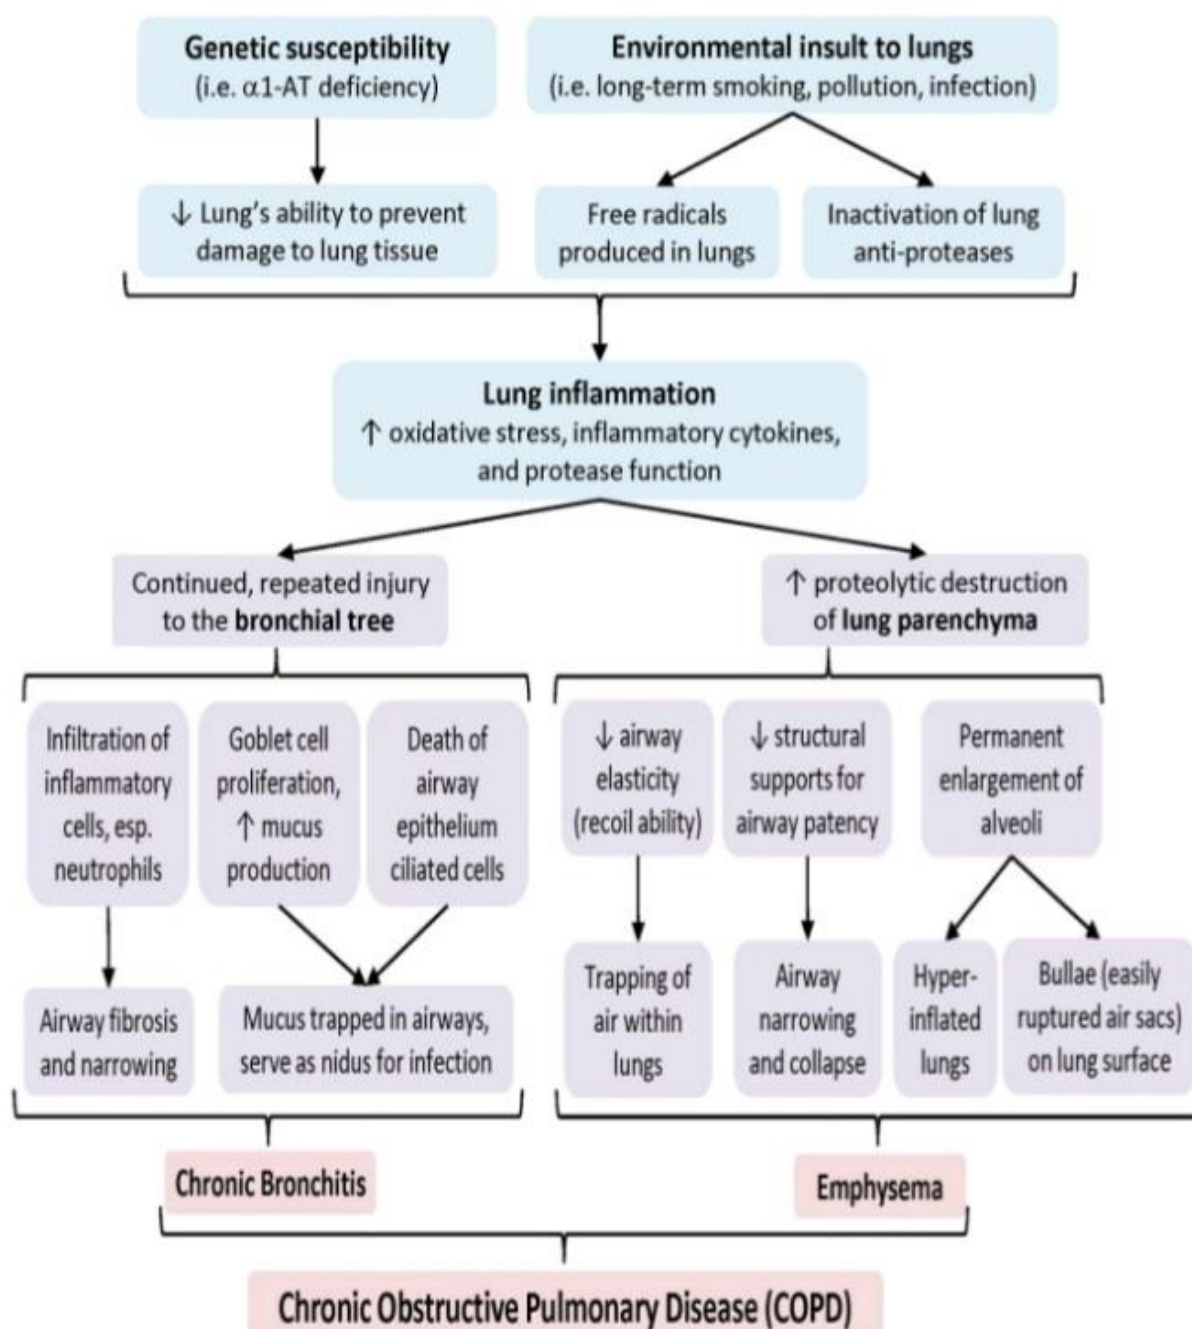 Genetic susceptibility
(i.e. α1-AT deficiency)
Environmental insult to lungs
(i.e. long-term smoking, pollution, infection)
↓ Lung's ability to prevent
damage to lung tissue
Free radicals
produced in lungs
Inactivation of lung
anti-proteases
Lung inflammation
↑ oxidative stress, inflammatory cytokines,
and protease function
Continued, repeated injury
to the bronchial tree
↑ proteolytic destruction
of lung parenchyma
Infiltration of
inflammatory
cells, esp.
neutrophils
Goblet cell
proliferation,
↑ mucus
production
Death of
airway
epithelium
ciliated cells
↓ airway
elasticity
(recoil ability)
↓ structural
supports for
airway patency
Permanent
enlargement of
alveoli
Airway fibrosis
and narrowing
Mucus trapped in airways,
serve as nidus for infection
Trapping of
air within
lungs
Airway
narrowing
and collapse
Hyper-
inflated
lungs
Bullae (easily
ruptured air sacs)
on lung surface
Chronic Bronchitis
Emphysema
Chronic Obstructive Pulmonary Disease (COPD)